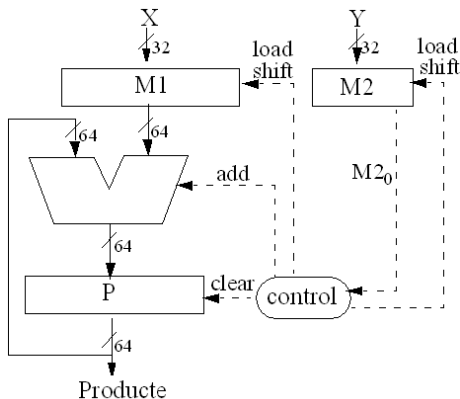 X
Y
32
32
load
shift
load
shift
M1
M2
64
64
add
M2₀
64
P
clear
control
64
Producte